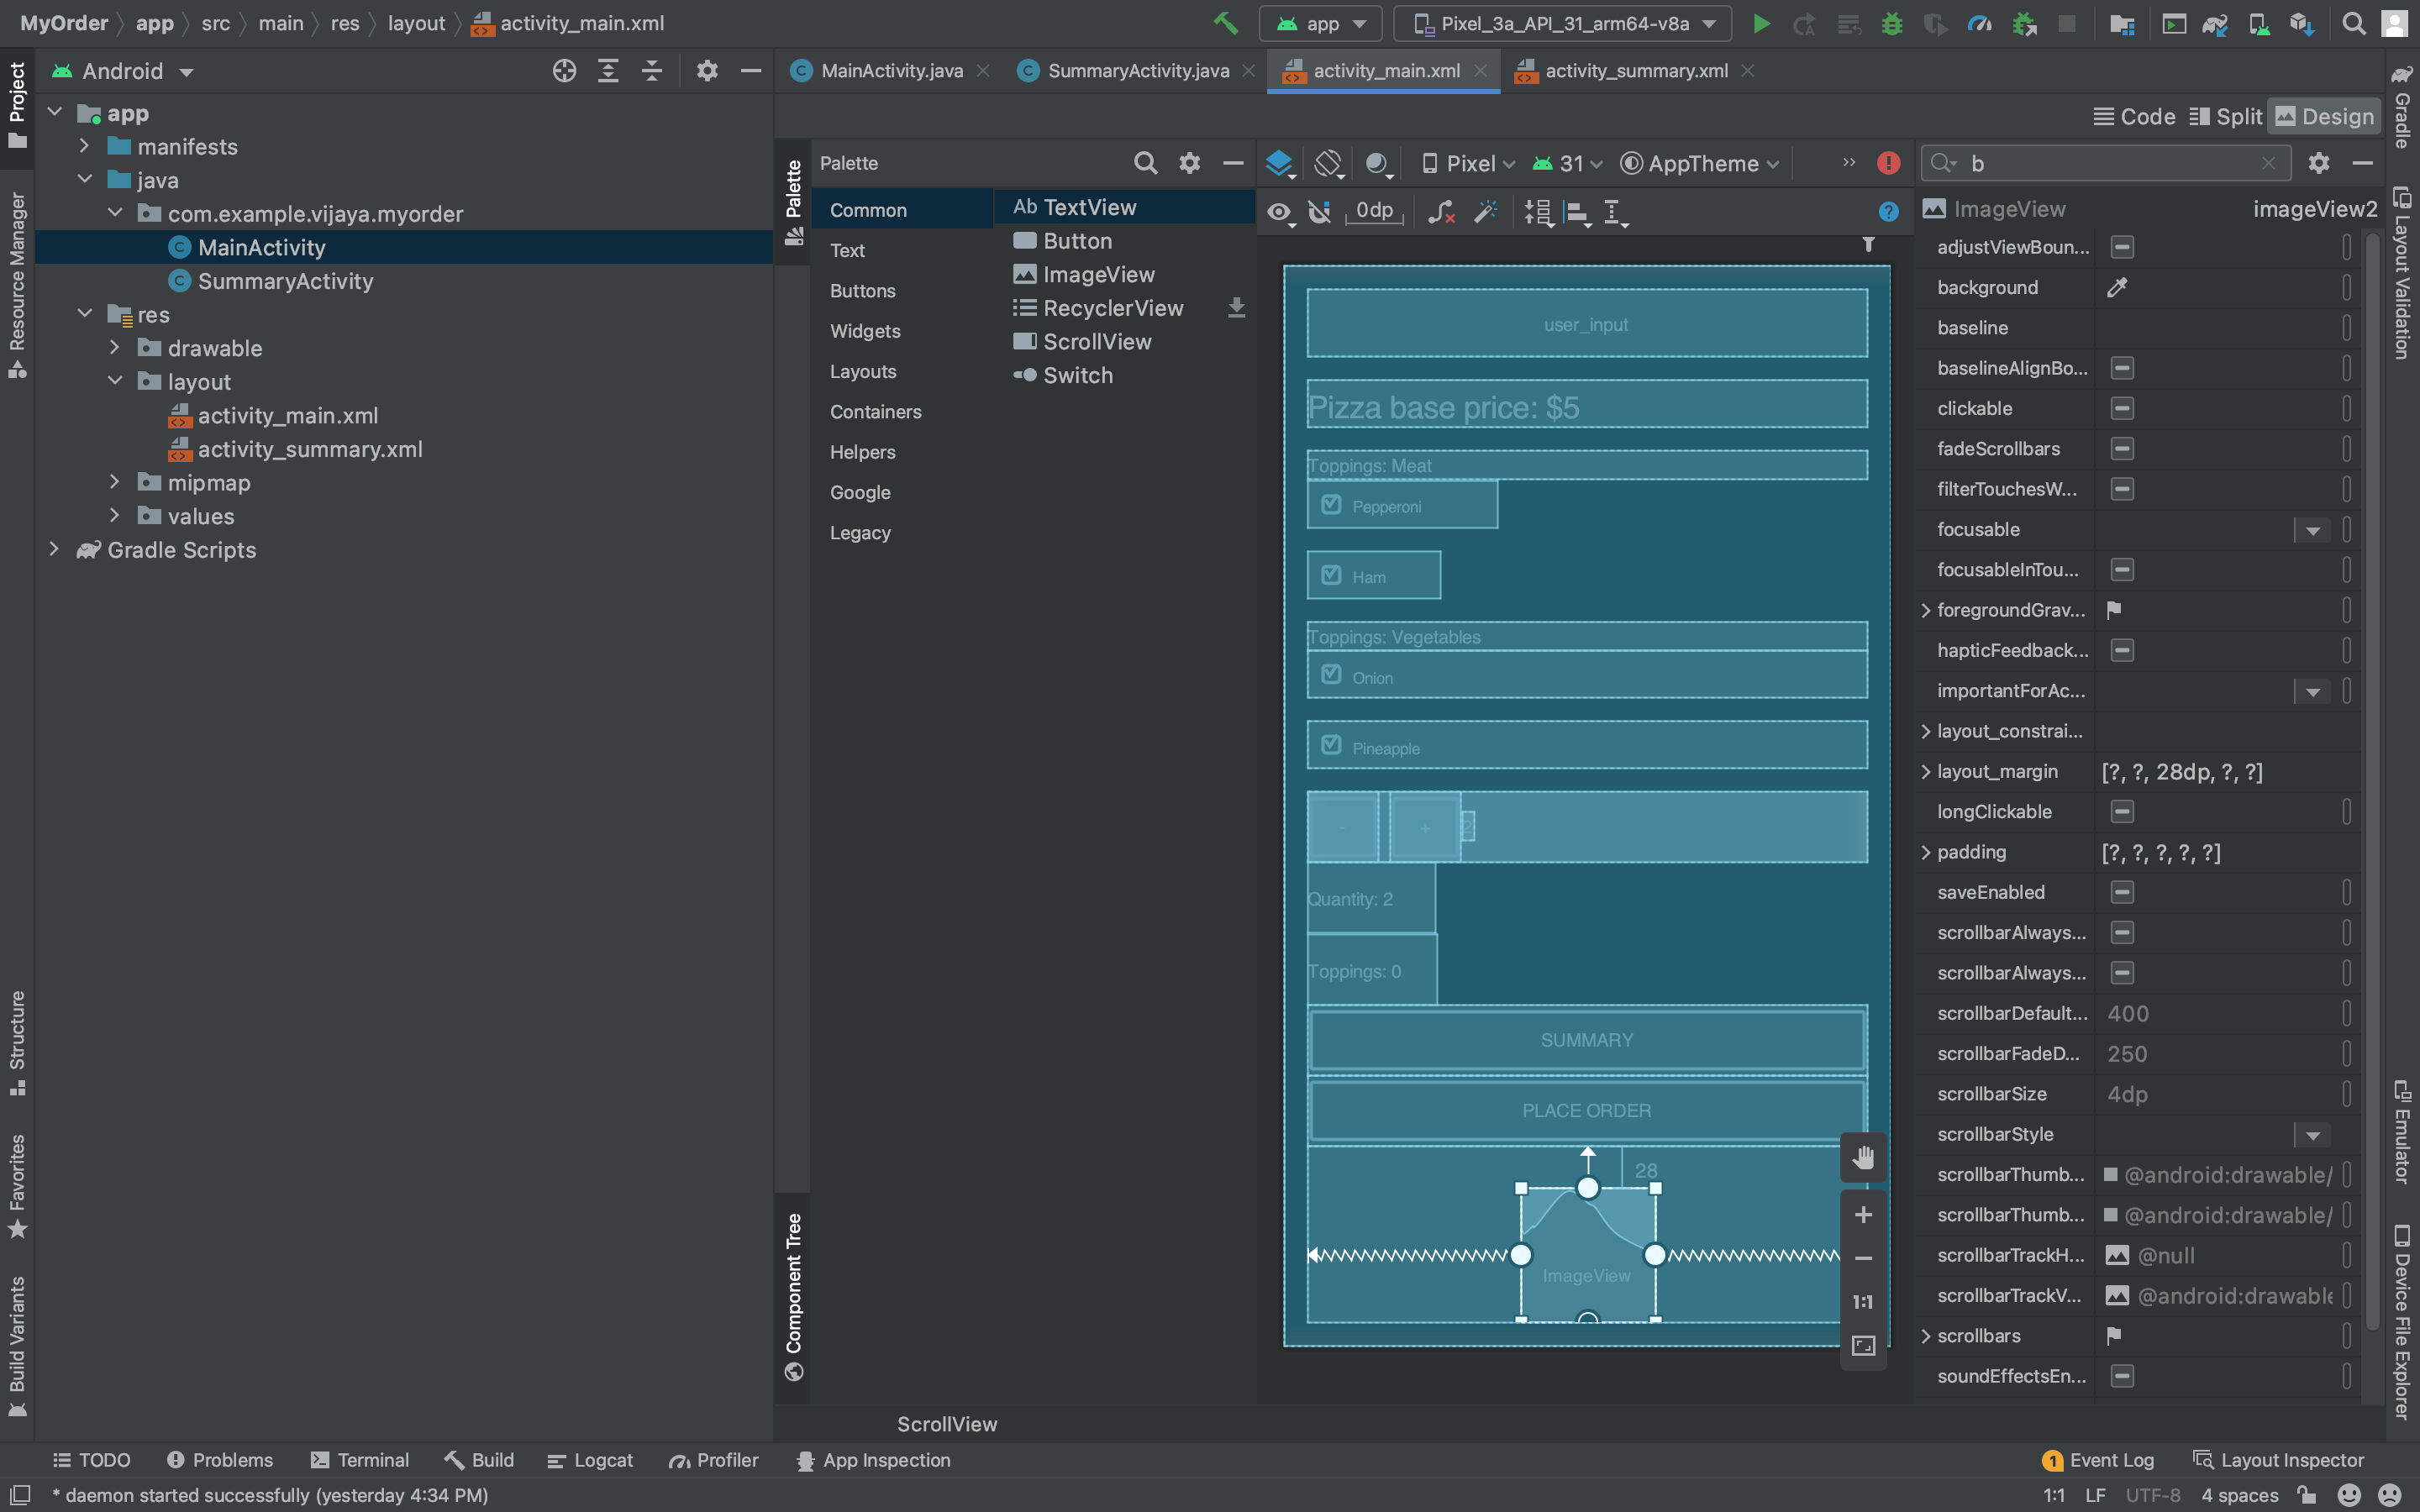 MyOrder app src main res layout activity_main.xml
app Pixel_3a_API_31_arm64-v8a
Android
MainActivity.java SummaryActivity.java activity_main.xml activity_summary.xml
Code Split Design
Project
Resource Manager
Structure
Favorites
Build Variants
app
manifests
java
com.example.vijaya.myorder
MainActivity
SummaryActivity
res
drawable
layout
activity_main.xml
activity_summary.xml
mipmap
values
Gradle Scripts
Palette
Component Tree
Palette
Common
Text
Buttons
Widgets
Layouts
Containers
Helpers
Google
Legacy
Ab TextView
Button
ImageView
RecyclerView
ScrollView
Switch
Pixel 31 AppTheme
0dp
user_input
Pizza base price: $5
Toppings: Meat
Pepperoni
Ham
Toppings: Vegetables
Onion
Pineapple
- + 2
Quantity: 2
Toppings: 0
SUMMARY
PLACE ORDER
28
ImageView
1:1
b
ImageView imageView2
adjustViewBoun...
background
baseline
baselineAlignBo...
clickable
fadeScrollbars
filterTouchesW...
focusable
focusableInTou...
foregroundGrav...
hapticFeedback...
importantForAc...
layout_constrai...
layout_margin [?, ?, 28dp, ?, ?]
longClickable
padding [?, ?, ?, ?, ?]
saveEnabled
scrollbarAlways...
scrollbarAlways...
scrollbarDefault... 400
scrollbarFadeD... 250
scrollbarSize 4dp
scrollbarStyle
scrollbarThumb... @android:drawable/
scrollbarThumb... @android:drawable/
scrollbarTrackH... @null
scrollbarTrackV... @android:drawable
scrollbars
soundEffectsEn...
Gradle
Layout Validation
Emulator
Device File Explorer
ScrollView
TODO Problems Terminal Build Logcat Profiler App Inspection 1 Event Log Layout Inspector
* daemon started successfully (yesterday 4:34 PM) 1:1 LF UTF-8 4 spaces